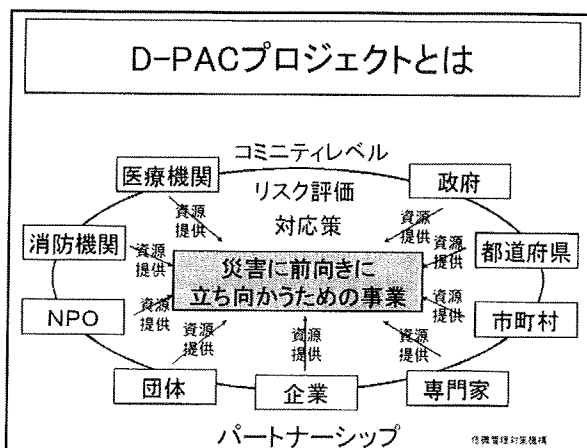 D-PACプロジェクトとは
コミニティレベル
医療機関
政府
リスク評価
対応策
資源
提供
資源
提供
消防機関
都道府県
資源
提供
資源
提供
災害に前向きに
立ち向かうための事業
NPO
市町村
資源
提供
資源
提供
資源
提供
資源
提供
資源
提供
団体
企業
専門家
パートナーシップ
危機管理対策機構